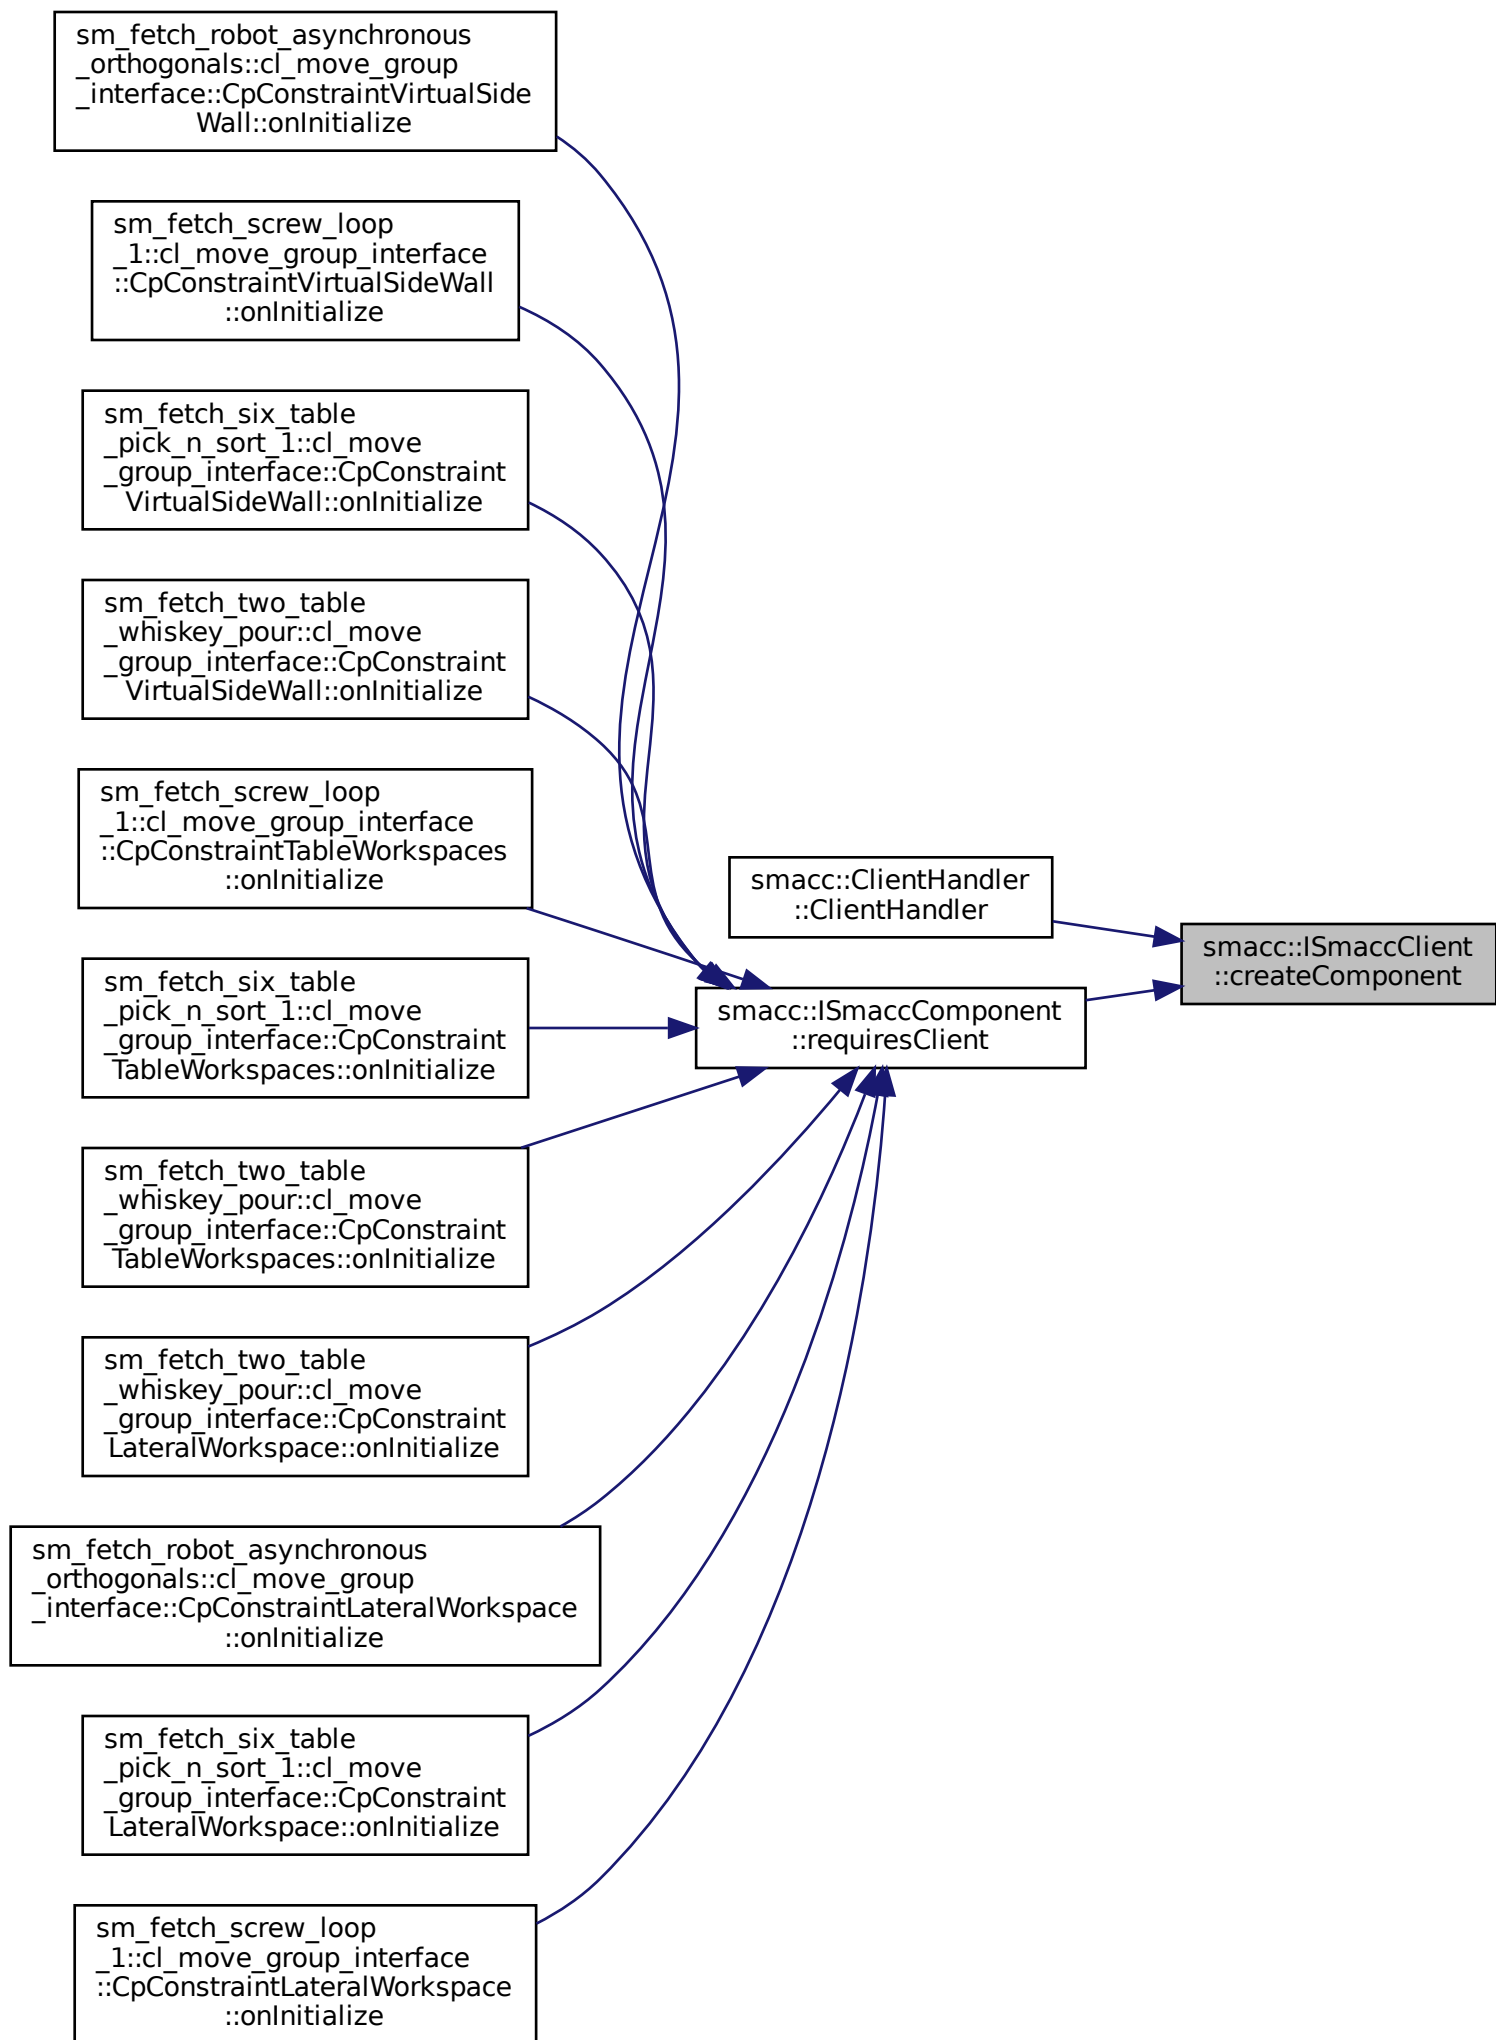 sm_fetch_robot_asynchronous
_orthogonals::cl_move_group
_interface::CpConstraintVirtualSide
Wall::onInitialize
sm_fetch_screw_loop
_1::cl_move_group_interface
::CpConstraintVirtualSideWall
::onInitialize
sm_fetch_six_table
_pick_n_sort_1::cl_move
_group_interface::CpConstraint
VirtualSideWall::onInitialize
sm_fetch_two_table
_whiskey_pour::cl_move
_group_interface::CpConstraint
VirtualSideWall::onInitialize
sm_fetch_screw_loop
_1::cl_move_group_interface
::CpConstraintTableWorkspaces
::onInitialize
smacc::ClientHandler
::ClientHandler
smacc::ISmaccClient
::createComponent
sm_fetch_six_table
_pick_n_sort_1::cl_move
_group_interface::CpConstraint
TableWorkspaces::onInitialize
smacc::ISmaccComponent
::requiresClient
sm_fetch_two_table
_whiskey_pour::cl_move
_group_interface::CpConstraint
TableWorkspaces::onInitialize
sm_fetch_two_table
_whiskey_pour::cl_move
_group_interface::CpConstraint
LateralWorkspace::onInitialize
sm_fetch_robot_asynchronous
_orthogonals::cl_move_group
_interface::CpConstraintLateralWorkspace
::onInitialize
sm_fetch_six_table
_pick_n_sort_1::cl_move
_group_interface::CpConstraint
LateralWorkspace::onInitialize
sm_fetch_screw_loop
_1::cl_move_group_interface
::CpConstraintLateralWorkspace
::onInitialize